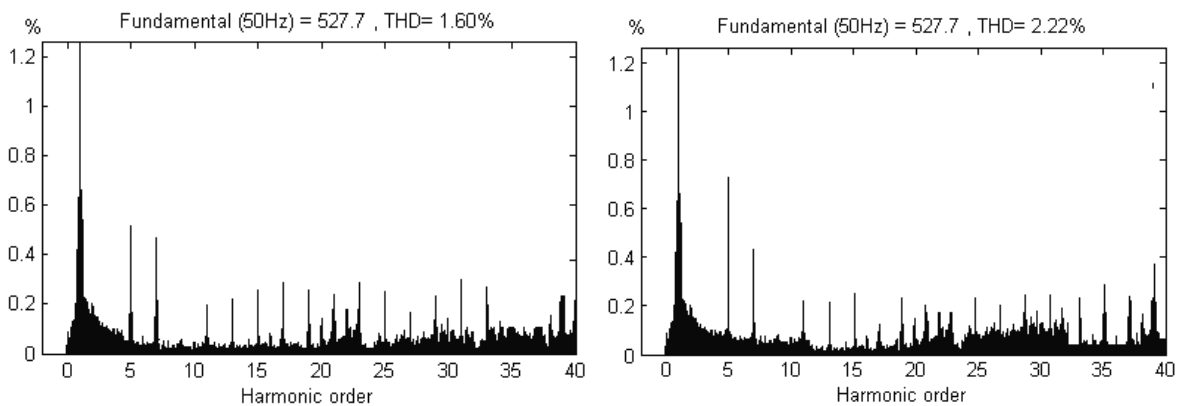 Fundamental (50Hz) = 527.7 , THD= 1.60%
%
1.2
1
0.8
0.6
0.4
0.2
0
0 5 10 15 20 25 30 35 40
Harmonic order
Fundamental (50Hz) = 527.7 , THD= 2.22%
%
1.2
1
0.8
0.6
0.4
0.2
0
0 5 10 15 20 25 30 35 40
Harmonic order